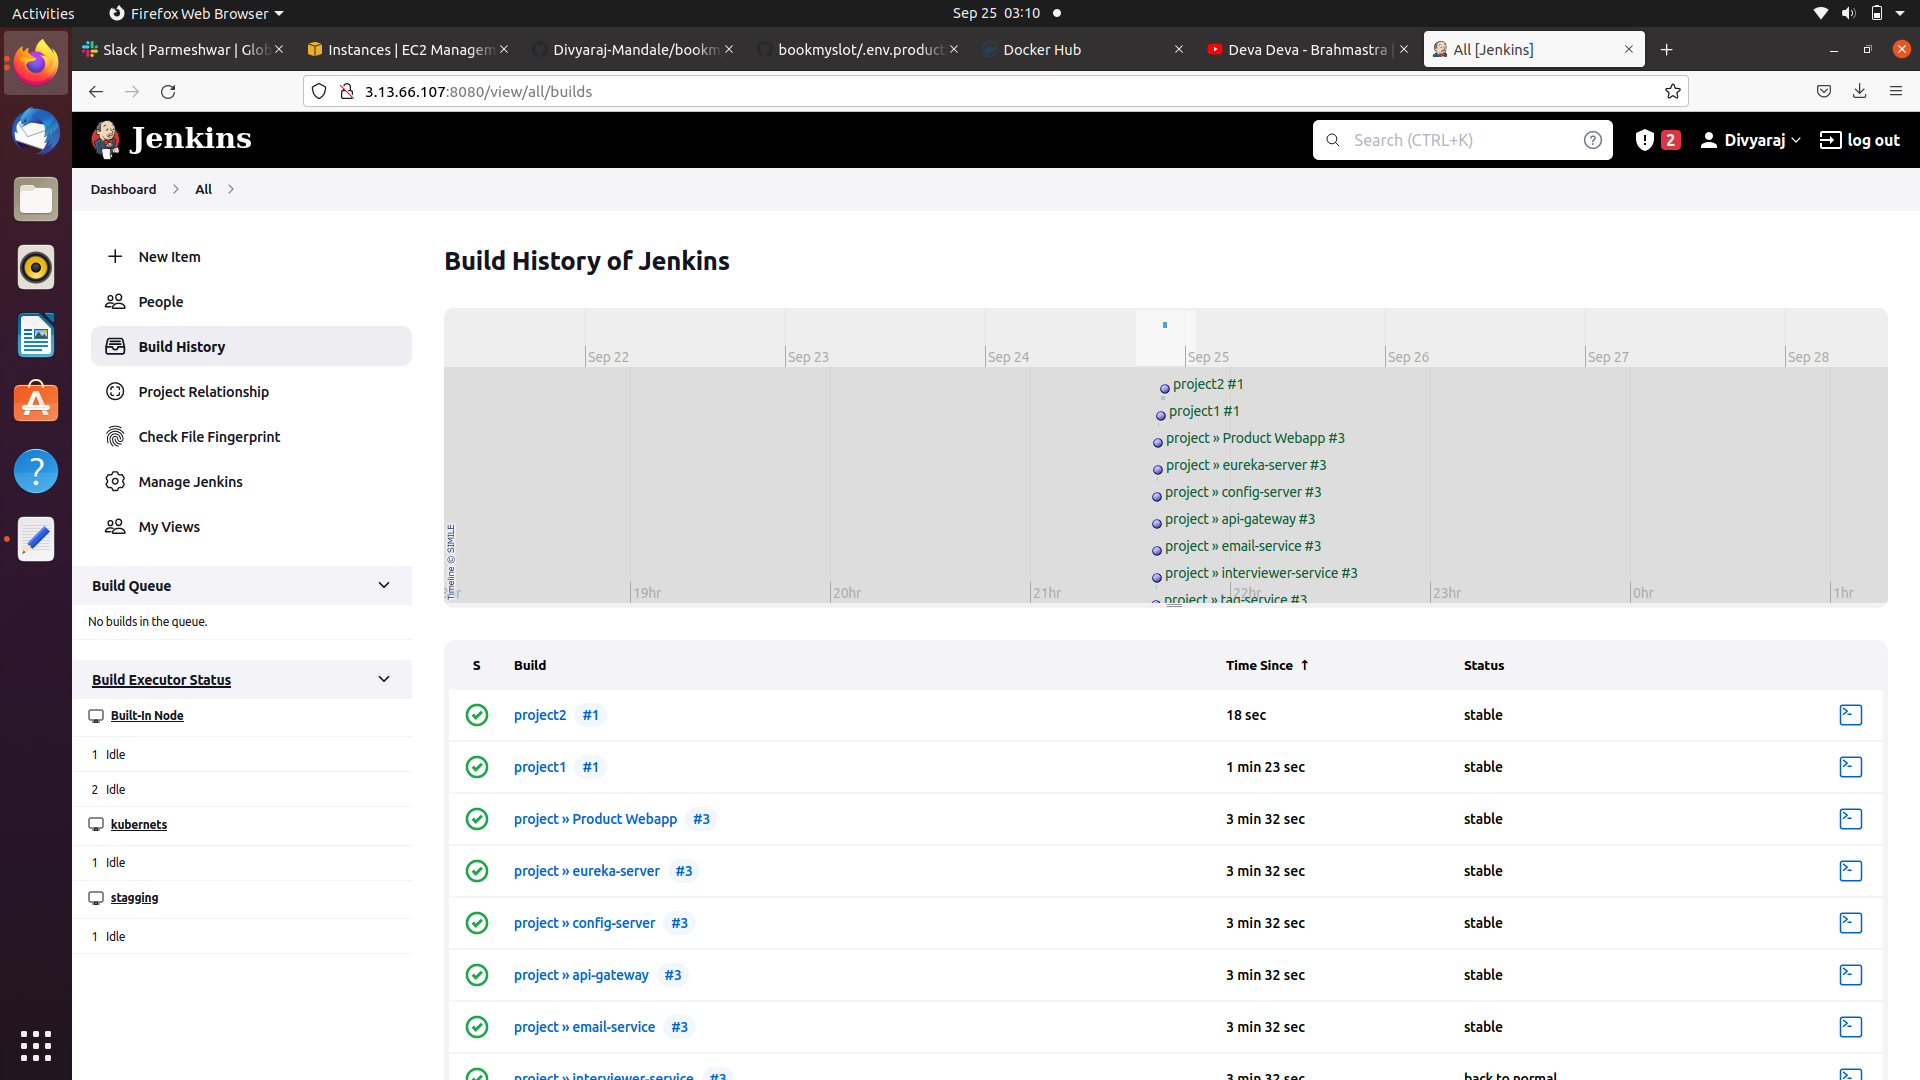 Activities
Firefox Web Browser
Sep 25 03:10
Slack | Parmeshwar | Glob
Instances | EC2 Managem
Divyaraj-Mandale/bookm
bookmyslot/.env.product
Docker Hub
Deva Deva - Brahmastra |
All [Jenkins]
3.13.66.107:8080/view/all/builds
Jenkins
Search (CTRL+K)
2
Divyaraj
log out
Dashboard
All
New Item
People
Build History
Project Relationship
Check File Fingerprint
Manage Jenkins
My Views
Build Queue
No builds in the queue.
Build Executor Status
Built-In Node
1 Idle
2 Idle
kubernets
1 Idle
stagging
1 Idle
Build History of Jenkins
Sep 22
Sep 23
Sep 24
Sep 25
Sep 26
Sep 27
Sep 28
project2 #1
project1 #1
project » Product Webapp #3
project » eureka-server #3
project » config-server #3
project » api-gateway #3
project » email-service #3
project » interviewer-service #3
project » tag-service #3
Timeline © SIMILE
19hr
20hr
21hr
22hr
23hr
0hr
1hr
S Build Time Since ↑ Status
project2 #1 18 sec stable
project1 #1 1 min 23 sec stable
project » Product Webapp #3 3 min 32 sec stable
project » eureka-server #3 3 min 32 sec stable
project » config-server #3 3 min 32 sec stable
project » api-gateway #3 3 min 32 sec stable
project » email-service #3 3 min 32 sec stable
project » interviewer-service #3 3 min 32 sec back to normal